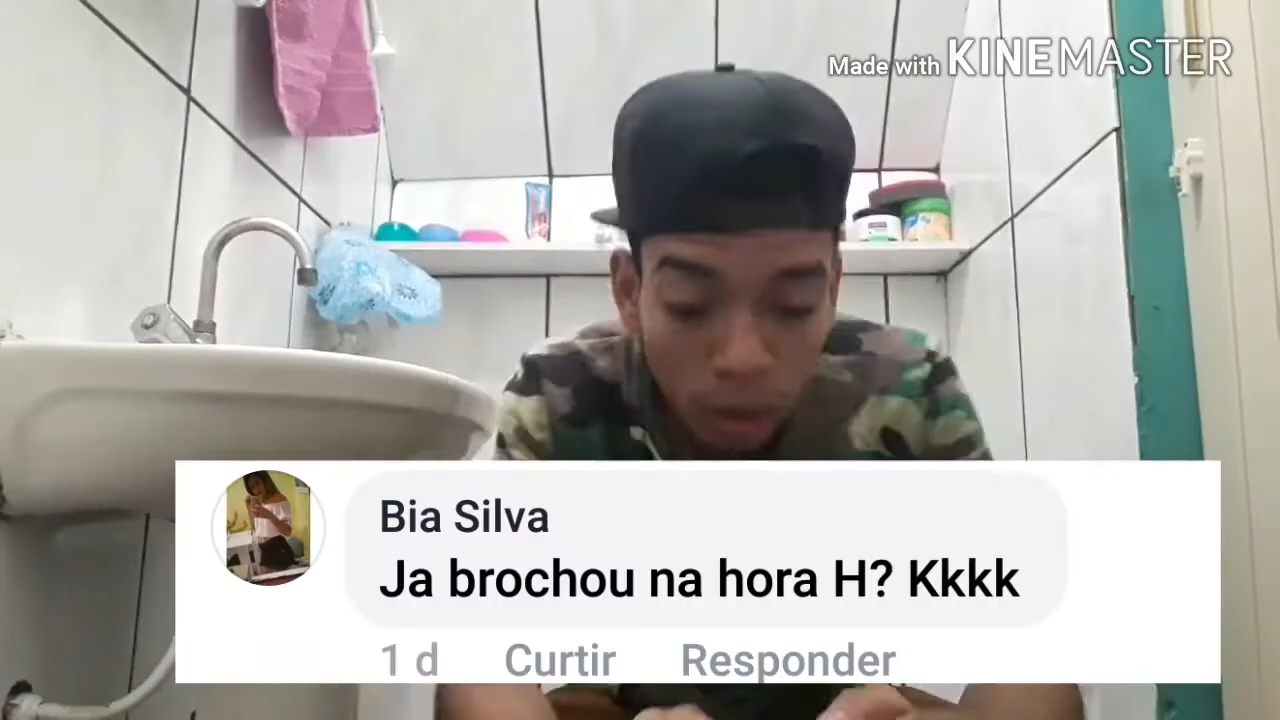 Made with KINEMASTER
Bia Silva
Ja brochou na hora H? Kkkk
1 d Curtir Responder